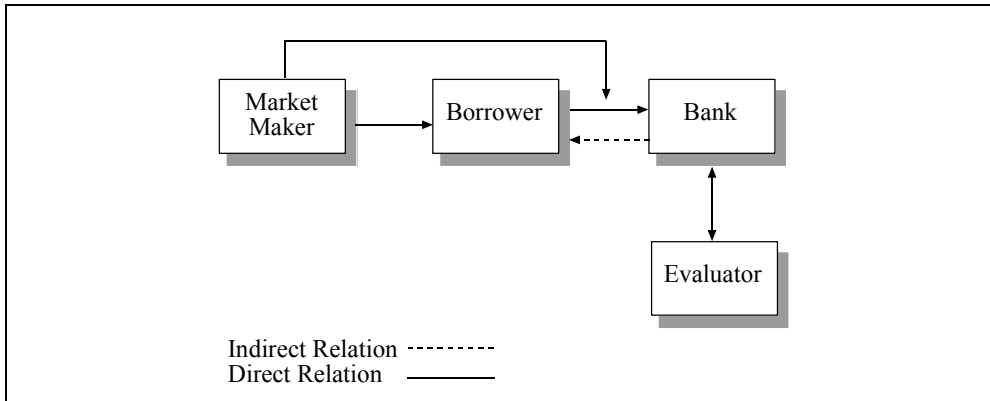 Market
Maker
Borrower
Bank
Evaluator
Indirect Relation
Direct Relation